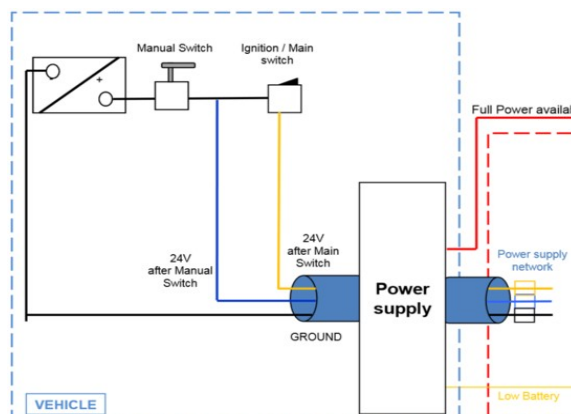 Manual Switch
Ignition / Main
switch
+
Full Power availal
24V
after Manual
Switch
24V
after Main
Switch
Power
supply
Power supply
network
GROUND
Low Battery
VEHICLE